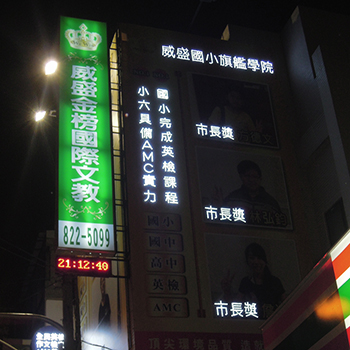 威盛國小旗艦學院
威盛金榜國際文教
822-5099
21:12:40
國小完成英檢課程
小六具備AMC實力
市長獎
市長獎
市長獎
國小
國中
高中
英檢
AMC